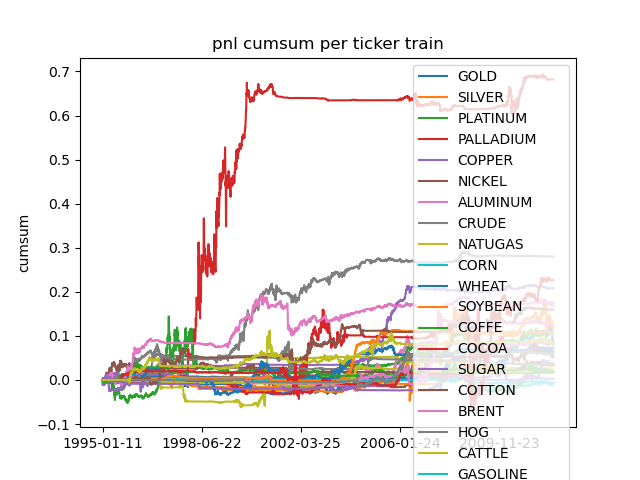 pnl cumsum per ticker train
cumsum
0.7
0.6
0.5
0.4
0.3
0.2
0.1
0.0
−0.1
1995-01-11
1998-06-22
2002-03-25
2006-01-24
2009-11-23
GOLD
SILVER
PLATINUM
PALLADIUM
COPPER
NICKEL
ALUMINUM
CRUDE
NATUGAS
CORN
WHEAT
SOYBEAN
COFFE
COCOA
SUGAR
COTTON
BRENT
HOG
CATTLE
GASOLINE